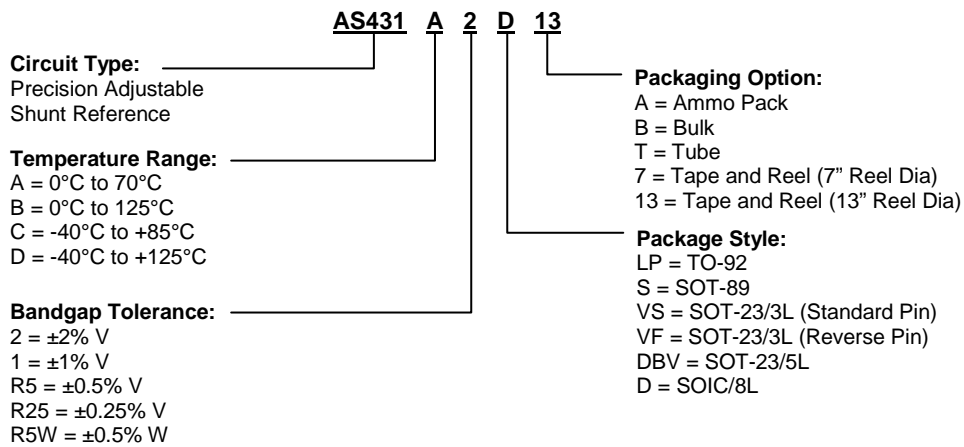 AS431 A 2 D 13
Circuit Type:
Precision Adjustable
Shunt Reference
Temperature Range:
A = 0°C to 70°C
B = 0°C to 125°C
C = -40°C to +85°C
D = -40°C to +125°C
Bandgap Tolerance:
2 = ±2% V
1 = ±1% V
R5 = ±0.5% V
R25 = ±0.25% V
R5W = ±0.5% W
Packaging Option:
A = Ammo Pack
B = Bulk
T = Tube
7 = Tape and Reel (7” Reel Dia)
13 = Tape and Reel (13” Reel Dia)
Package Style:
LP = TO-92
S = SOT-89
VS = SOT-23/3L (Standard Pin)
VF = SOT-23/3L (Reverse Pin)
DBV = SOT-23/5L
D = SOIC/8L